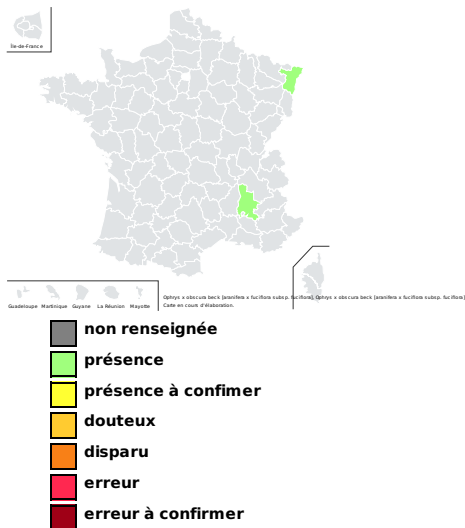 Île-de-France
Guadeloupe Martinique Guyane La Réunion Mayotte
Ophrys x obscura beck [aranifera x fuciflora subsp. fuciflora], Ophrys x obscura beck [aranifera x fuciflora subsp. fuciflora]
Carte en cours d'élaboration.
non renseignée
présence
présence à confimer
douteux
disparu
erreur
erreur à confirmer